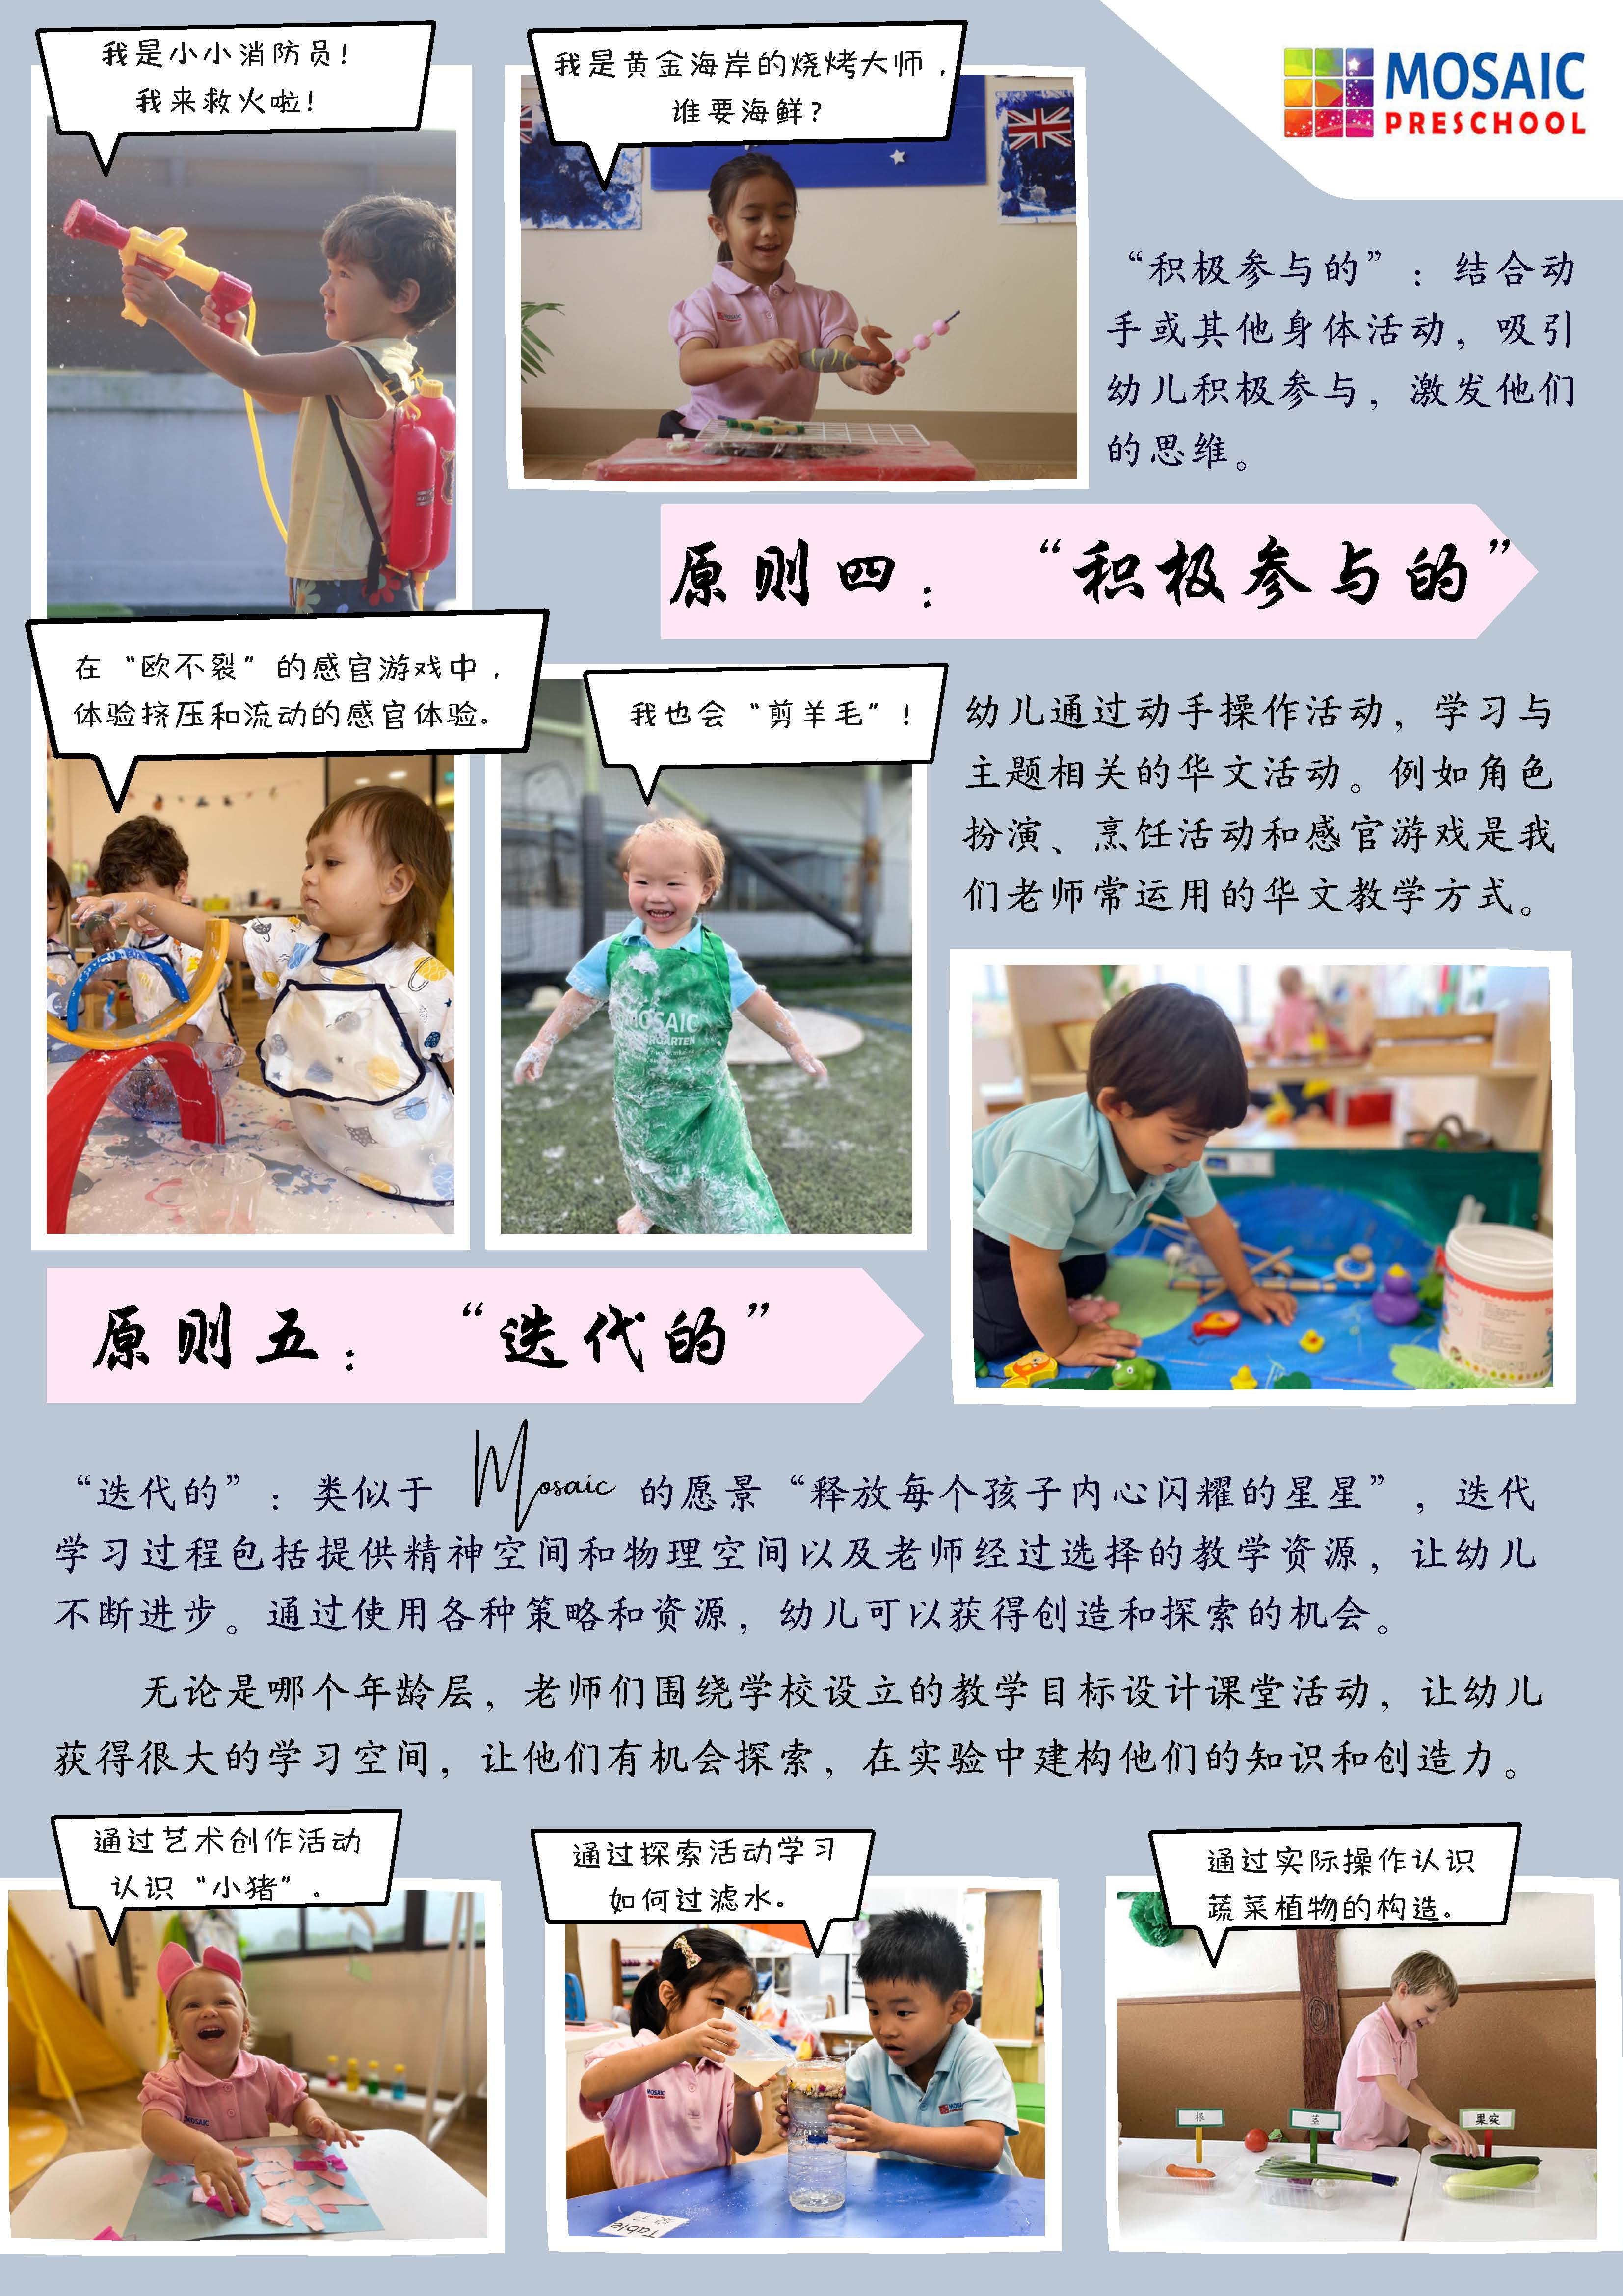 我是小小消防员！
我来救火啦！
我是黄金海岸的烧烤大师，
谁要海鲜？
MOSAIC
PRESCHOOL
“积极参与的”：结合动
手或其他身体活动，吸引
幼儿积极参与，激发他们
的思维。
原则四：“积极参与的”
在“欧不裂”的感官游戏中，
体验挤压和流动的感官体验。
我也会“剪羊毛”！
幼儿通过动手操作活动，学习与
主题相关的华文活动。例如角色
扮演、烹饪活动和感官游戏是我
们老师常运用的华文教学方式。
MOSAIC
原则五：“迭代的”
“迭代的”：类似于 Mosaic 的愿景“释放每个孩子内心闪耀的星星”，迭代
学习过程包括提供精神空间和物理空间以及老师经过选择的教学资源，让幼儿
不断进步。通过使用各种策略和资源，幼儿可以获得创造和探索的机会。
无论是哪个年龄层，老师们围绕学校设立的教学目标设计课堂活动，让幼儿
获得很大的学习空间，让他们有机会探索，在实验中建构他们的知识和创造力。
通过艺术创作活动
认识“小猪”。
通过探索活动学习
如何过滤水。
通过实际操作认识
蔬菜植物的构造。
MOSAIC
MOSAIC
Table
根
茎
果实